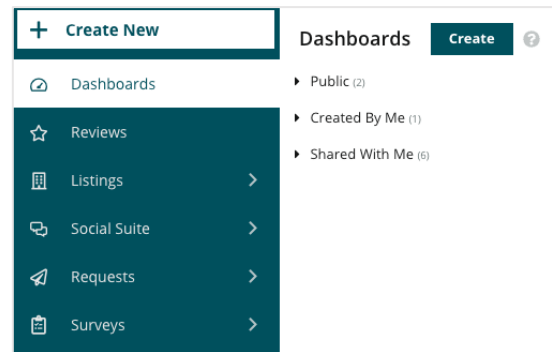 Create New
Dashboards
Reviews
Listings
Social Suite
Requests
Surveys
Dashboards Create ?
Public (2)
Created By Me (1)
Shared With Me (6)